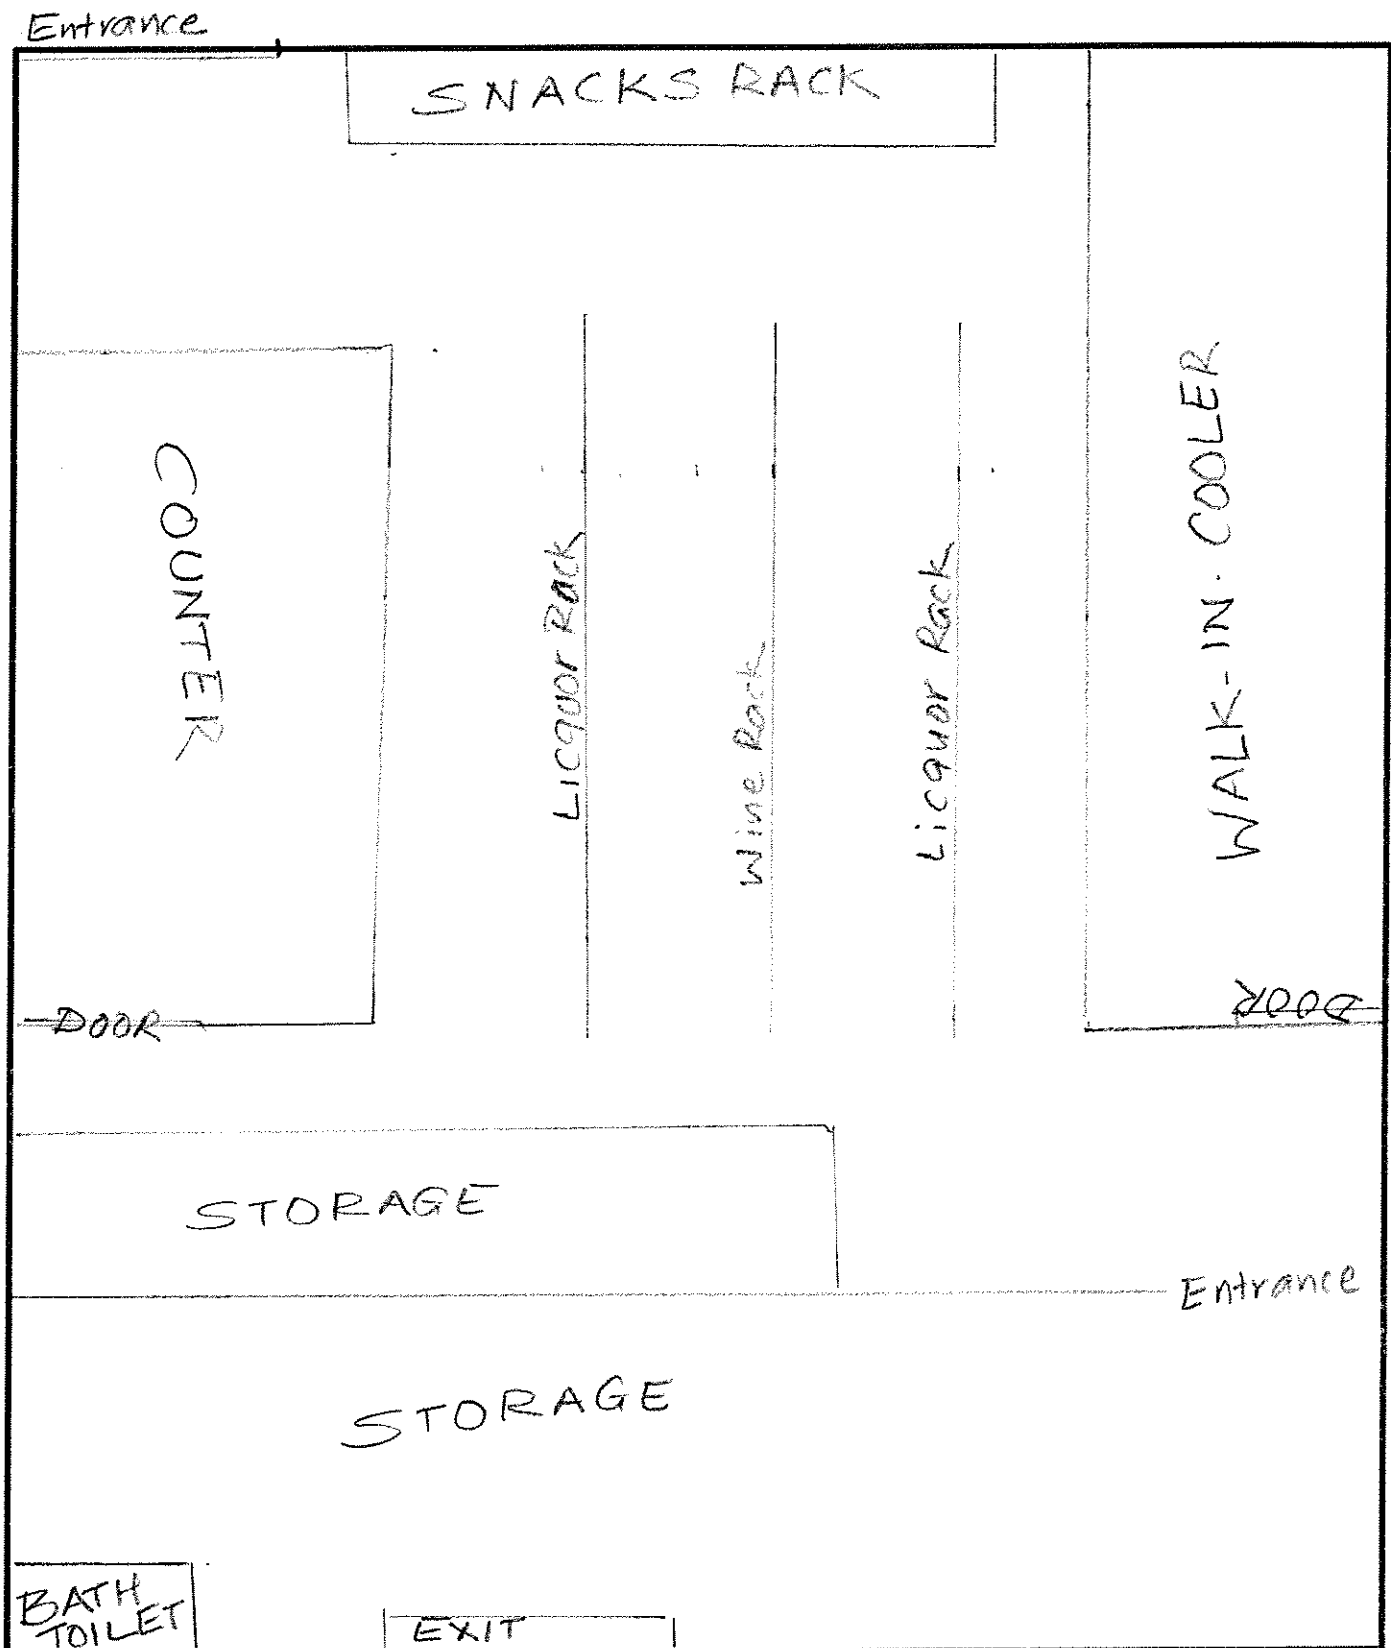 Entrance
SNACKS RACK
COUNTER
Licquor Rack
Wine Rack
Licquor Rack
WALK-IN. COOLER
DOOR
DOOR
STORAGE
Entrance
STORAGE
BATH
TOILET
EXIT